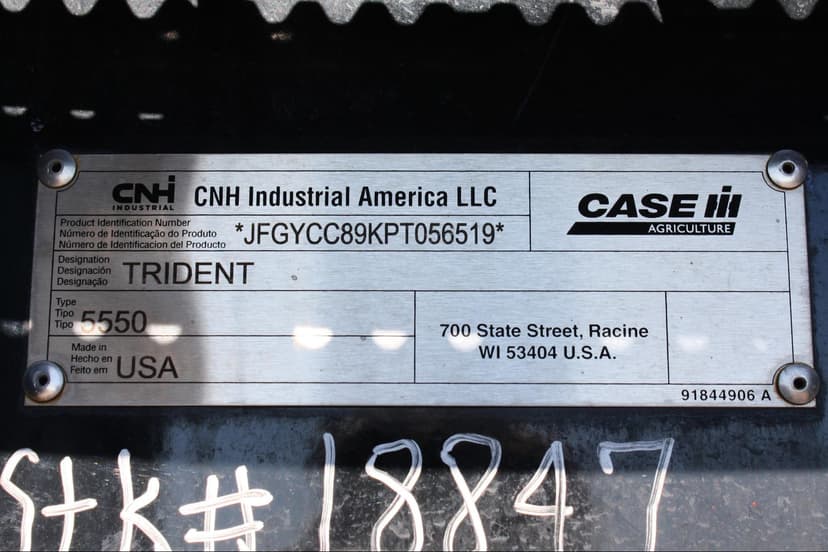 CNH
INDUSTRIAL
CNH Industrial America LLC
CASE IH
AGRICULTURE
Product Identification Number
Número de Identificação do Produto
Número de Identificacion del Producto
*JFGYCC89KPT056519*
Designation
Designación
Designação
TRIDENT
Type
Tipo
Tipo
5550
700 State Street, Racine
WI 53404 U.S.A.
Made in
Hecho en
Feito em
USA
91844906 A
Stk# 18847